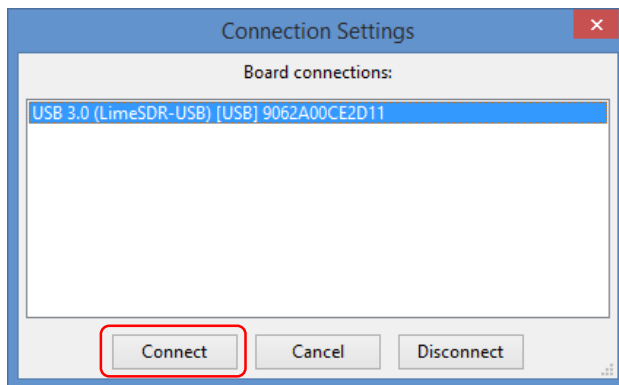 Connection Settings
Board connections:
USB 3.0 (LimeSDR-USB) [USB] 9062A00CE2D11
Connect Cancel Disconnect